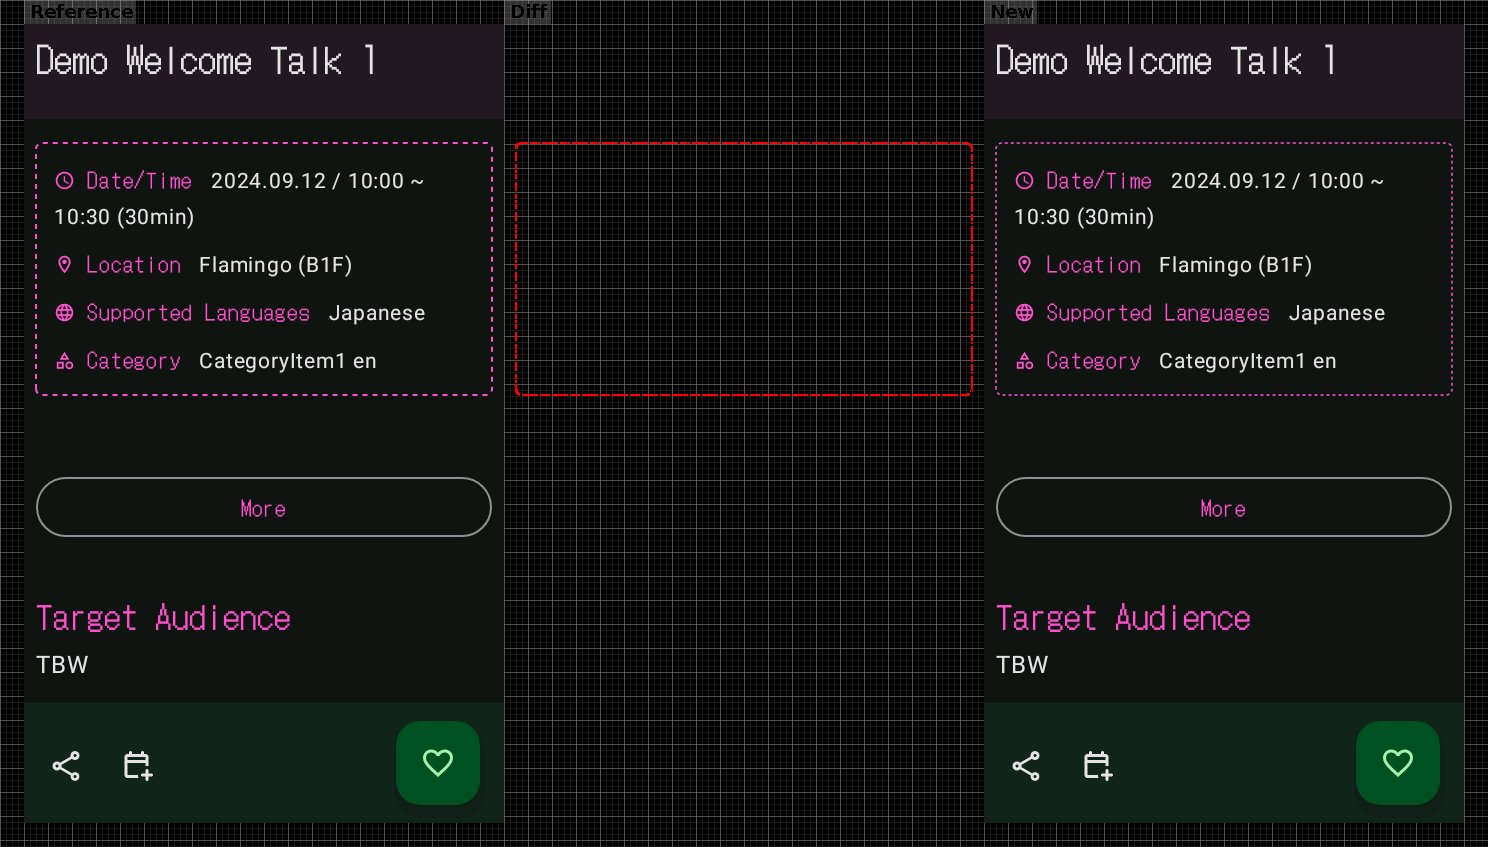 Reference
Diff
New
Demo Welcome Talk 1
Date/Time 2024.09.12 / 10:00 ~
10:30 (30min)
Location Flamingo (B1F)
Supported Languages Japanese
Category CategoryItem1 en
More
Target Audience
TBW
Demo Welcome Talk 1
Date/Time 2024.09.12 / 10:00 ~
10:30 (30min)
Location Flamingo (B1F)
Supported Languages Japanese
Category CategoryItem1 en
More
Target Audience
TBW